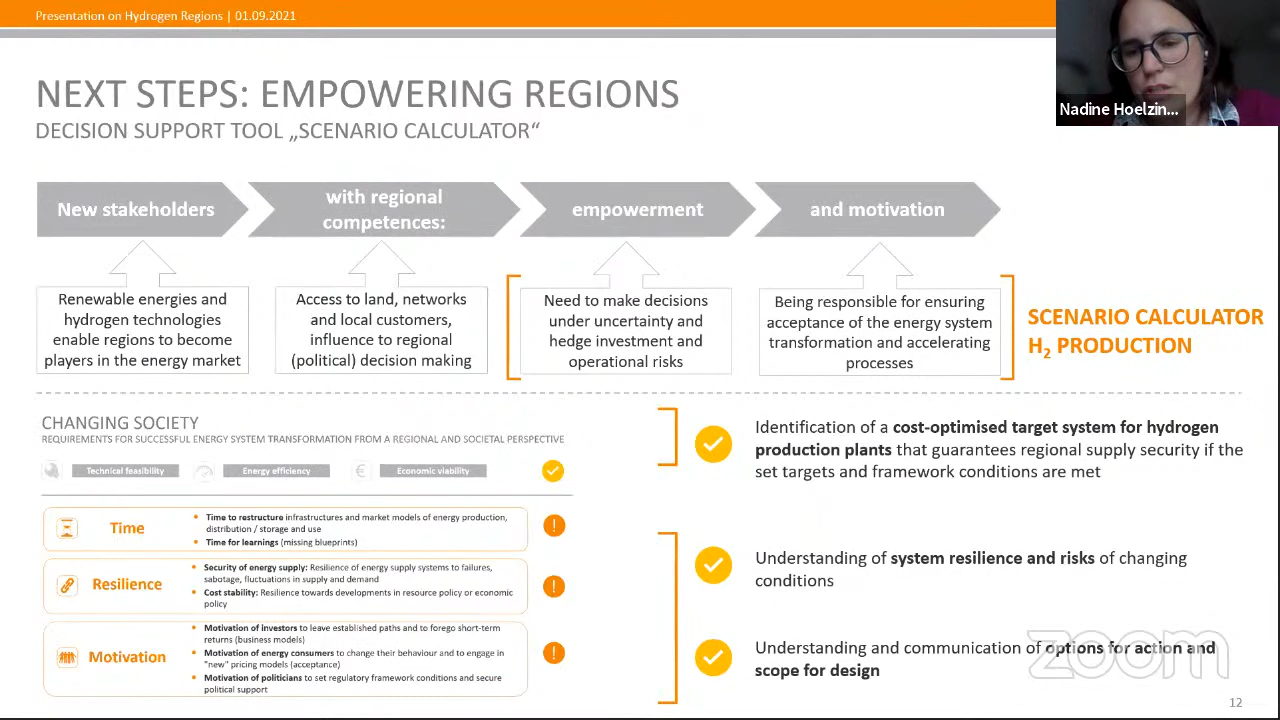 Presentation on Hydrogen Regions | 01.09.2021
Nadine Hoelzin...
NEXT STEPS: EMPOWERING REGIONS
DECISION SUPPORT TOOL „SCENARIO CALCULATOR“
New stakeholders
with regional
competences:
empowerment
and motivation
Renewable energies and
hydrogen technologies
enable regions to become
players in the energy market
Access to land, networks
and local customers,
influence to regional
(political) decision making
Need to make decisions
under uncertainty and
hedge investment and
operational risks
Being responsible for ensuring
acceptance of the energy system
transformation and accelerating
processes
SCENARIO CALCULATOR
H₂ PRODUCTION
CHANGING SOCIETY
REQUIREMENTS FOR SUCCESSFUL ENERGY SYSTEM TRANSFORMATION FROM A REGIONAL AND SOCIETAL PERSPECTIVE
Technical feasibility
Energy efficiency
€
Economic viability
Time
• Time to restructure infrastructures and market models of energy production,
distribution / storage and use
• Time for learnings (missing blueprints)
!
Resilience
• Security of energy supply: Resilience of energy supply systems to failures,
sabotage, fluctuations in supply and demand
• Cost stability: Resilience towards developments in resource policy or economic
policy
!
Motivation
• Motivation of investors to leave established paths and to forego short-term
returns (business models)
• Motivation of energy consumers to change their behaviour and to engage in
"new" pricing models (acceptance)
• Motivation of politicians to set regulatory framework conditions and secure
political support
!
Identification of a cost-optimised target system for hydrogen
production plants that guarantees regional supply security if the
set targets and framework conditions are met
Understanding of system resilience and risks of changing
conditions
Understanding and communication of options for action and
scope for design
zoom
12